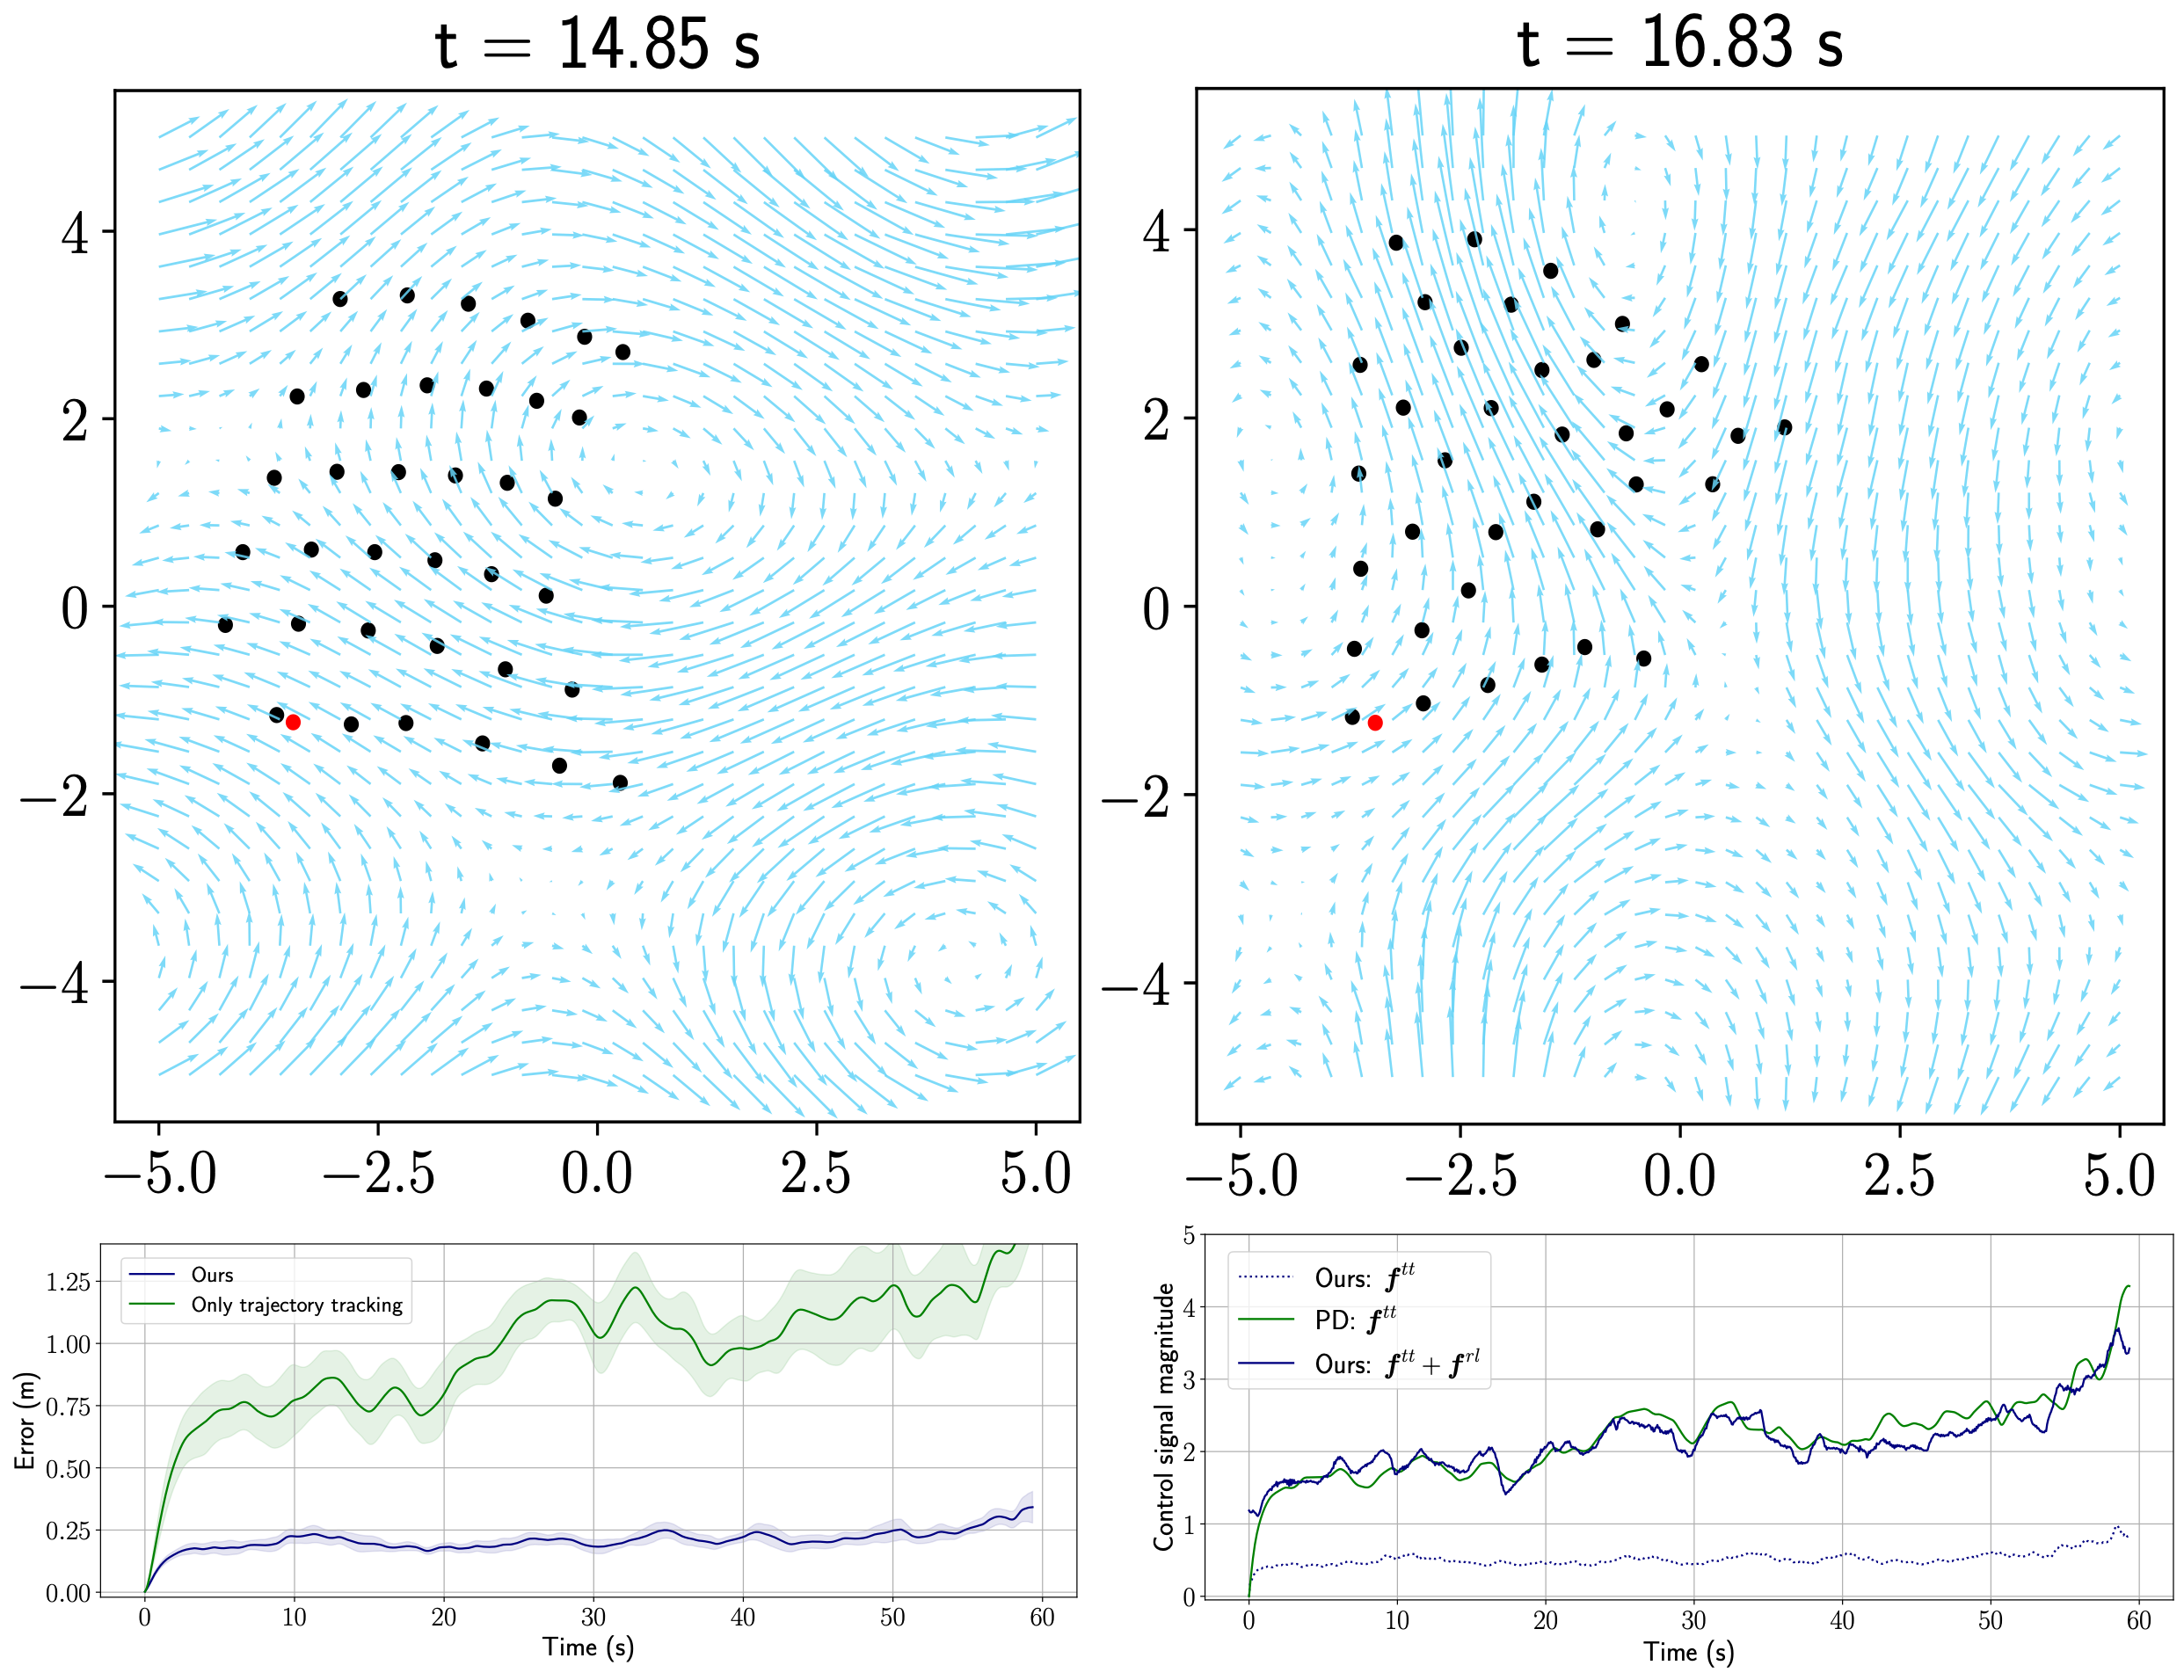 t = 14.85 s
4
2
0
−2
−4
−5.0 −2.5 0.0 2.5 5.0
t = 16.83 s
4
2
0
−2
−4
−5.0 −2.5 0.0 2.5 5.0
Error (m)
1.25
1.00
0.75
0.50
0.25
0.00
Ours
Only trajectory tracking
0 10 20 30 40 50 60
Time (s)
Control signal magnitude
5
4
3
2
1
0
Ours: f^{tt}
PD: f^{tt}
Ours: f^{tt} + f^{rl}
0 10 20 30 40 50 60
Time (s)